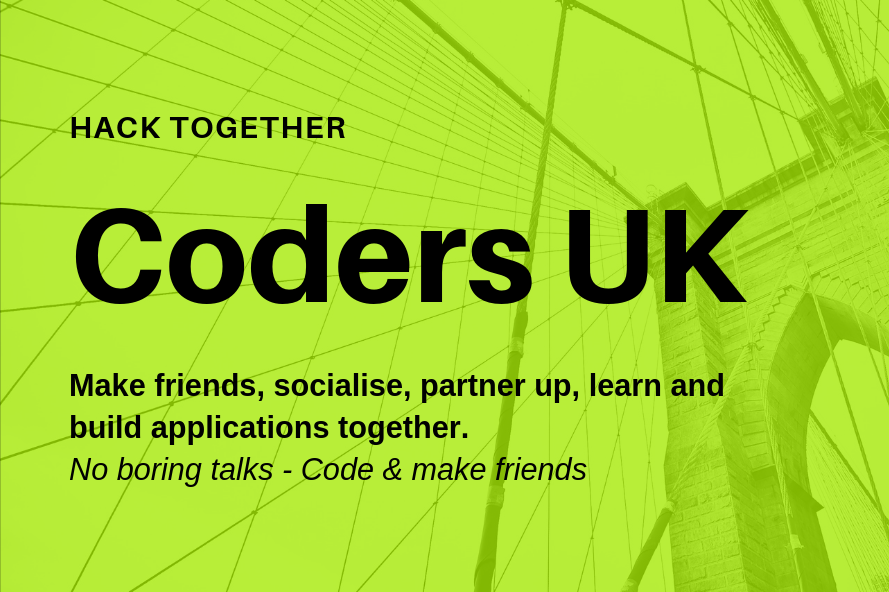 HACK TOGETHER
Coders UK
Make friends, socialise, partner up, learn and
build applications together.
No boring talks - Code & make friends